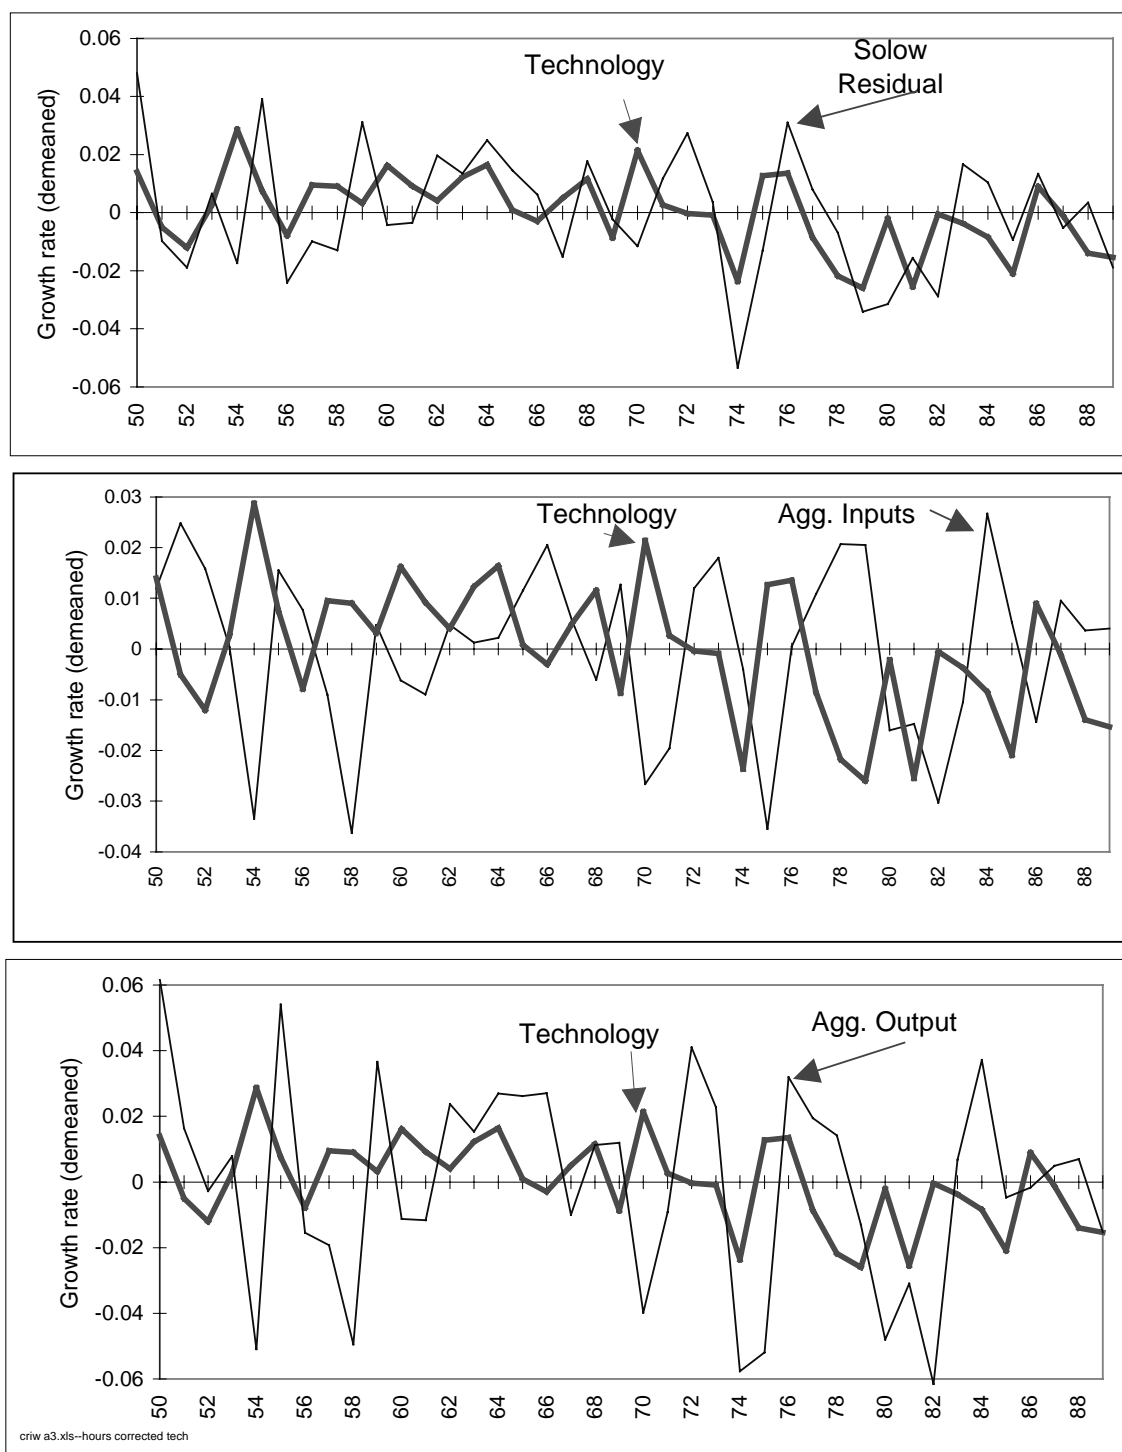 0.06
0.04
0.02
0
-0.02
-0.04
-0.06
Growth rate (demeaned)
Technology
Solow
Residual
50 52 54 56 58 60 62 64 66 68 70 72 74 76 78 80 82 84 86 88
0.03
0.02
0.01
0
-0.01
-0.02
-0.03
-0.04
Growth rate (demeaned)
Technology
Agg. Inputs
50 52 54 56 58 60 62 64 66 68 70 72 74 76 78 80 82 84 86 88
0.06
0.04
0.02
0
-0.02
-0.04
-0.06
Growth rate (demeaned)
Technology
Agg. Output
50 52 54 56 58 60 62 64 66 68 70 72 74 76 78 80 82 84 86 88
criw a3.xls--hours corrected tech